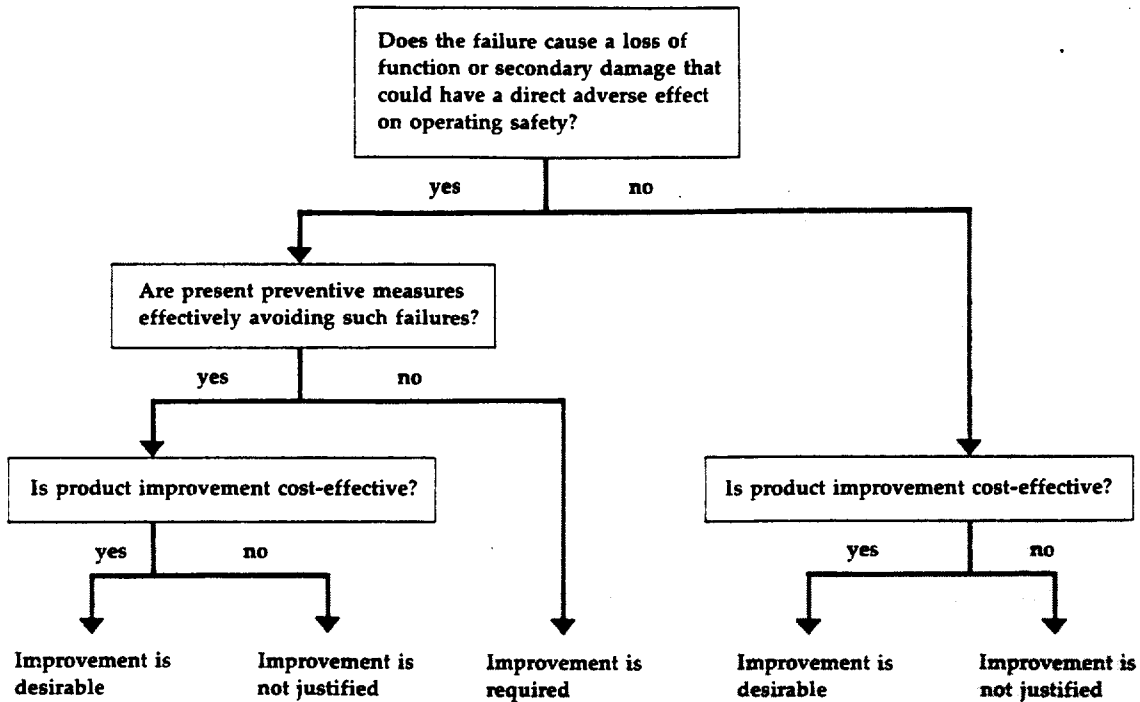 Does the failure cause a loss of
function or secondary damage that
could have a direct adverse effect
on operating safety?
yes
no
Are present preventive measures
effectively avoiding such failures?
yes
no
Is product improvement cost-effective?
Is product improvement cost-effective?
yes
no
yes
no
Improvement is
desirable
Improvement is
not justified
Improvement is
required
Improvement is
desirable
Improvement is
not justified